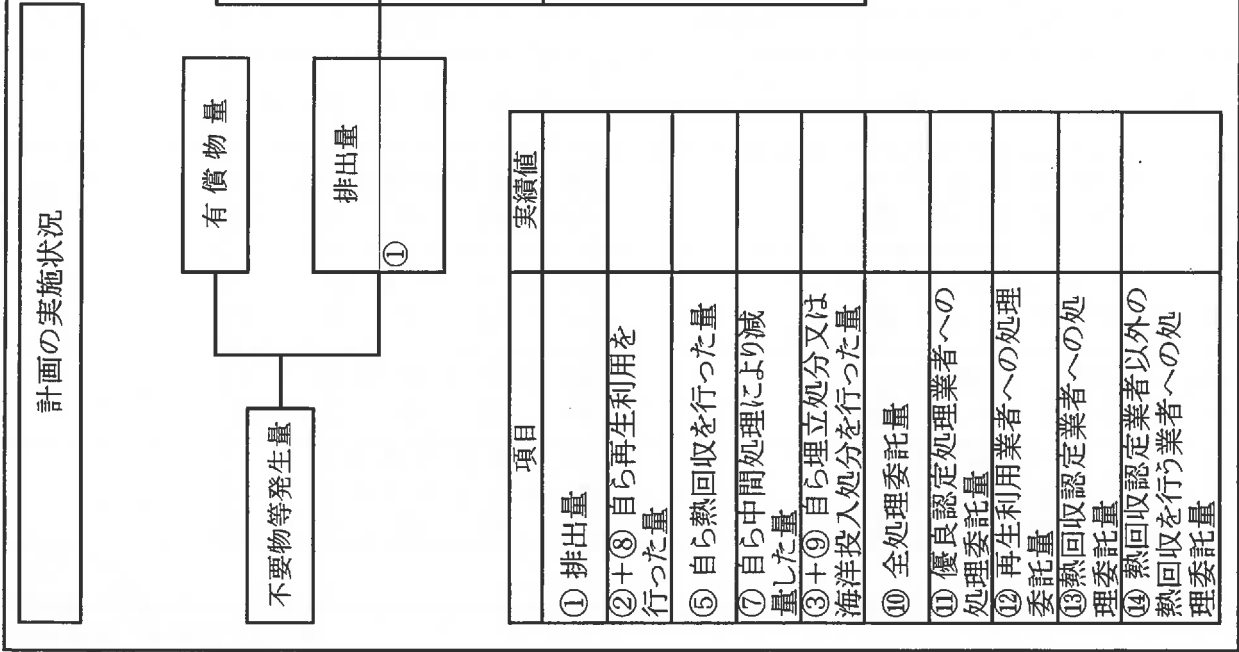 計画の実施状況
有償物量
不要物等発生量
排出量
①
項目
実績値
① 排出量
②+⑧ 自ら再生利用を
行った量
⑤ 自ら熱回収を行った量
⑦ 自ら中間処理により減
量した量
③+⑨ 自ら埋立処分又は
海洋投入処分を行った量
⑩ 全処理委託量
⑪ 優良認定処理業者への
処理委託量
⑫ 再生利用業者への処理
委託量
⑬熱回収認定業者への処
理委託量
⑭ 熱回収認定業者以外の
熱回収を行う業者への処
理委託量